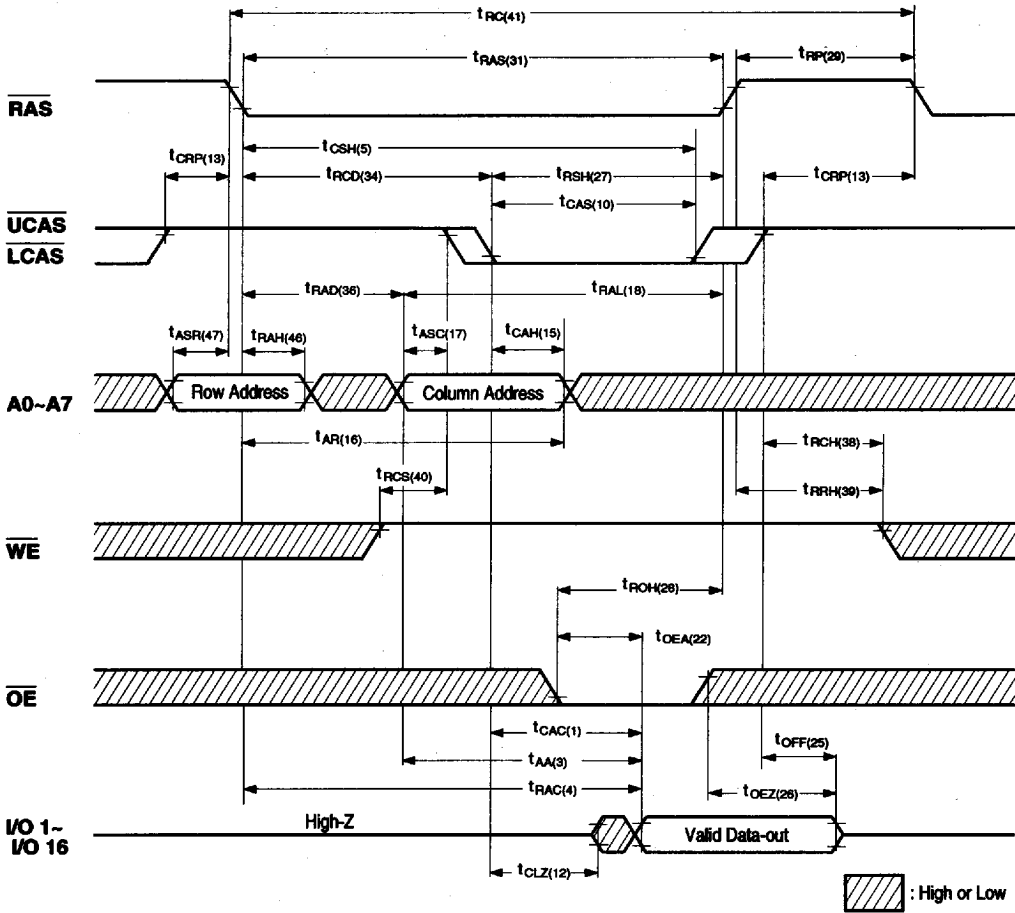 tRC(41)
tRAS(31)
tRP(29)
RAS
tCSH(5)
tCRP(13)
tRCD(34)
tRSH(27)
tCRP(13)
tCAS(10)
UCAS
LCAS
tRAD(36)
tRAL(18)
tASR(47)
tRAH(46)
tASC(17)
tCAH(15)
A0~A7
Row Address
Column Address
tAR(16)
tRCH(38)
tRCS(40)
tRRH(39)
WE
tROH(28)
tOEA(22)
OE
tCAC(1)
tOFF(25)
tAA(3)
tRAC(4)
tOEZ(26)
I/O 1~
I/O 16
High-Z
Valid Data-out
tCLZ(12)
: High or Low